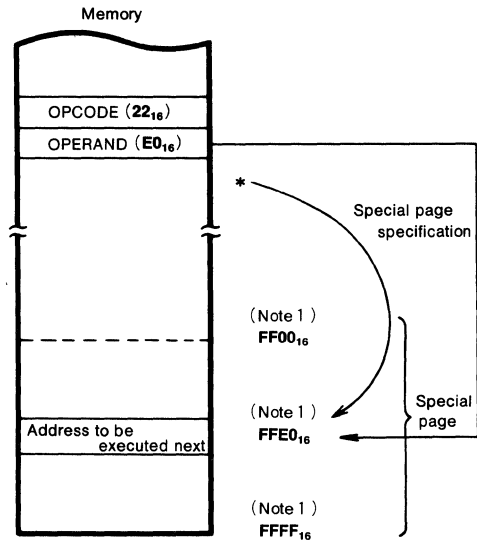 Memory
OPCODE (22₁₆)
OPERAND (E0₁₆)
*
Special page
specification
(Note 1)
FF00₁₆
(Note 1)
FFE0₁₆
Special
page
Address to be
executed next
(Note 1)
FFFF₁₆